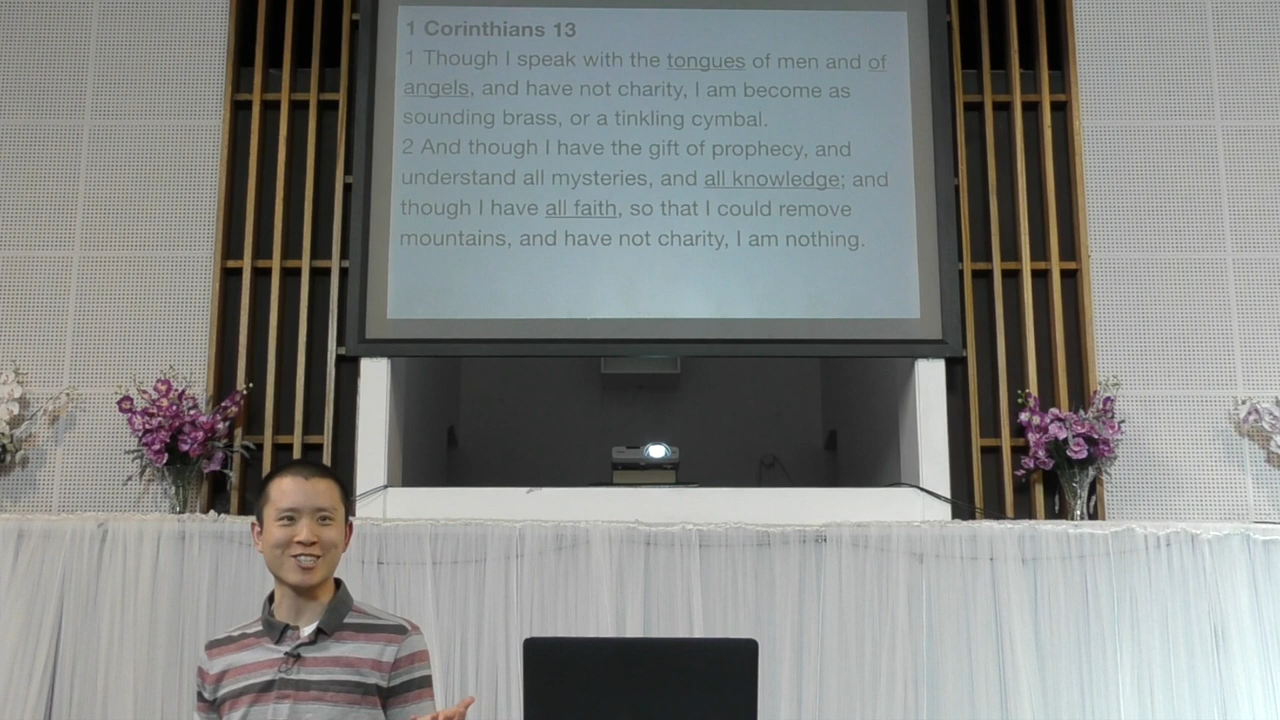 1 Corinthians 13
1 Though I speak with the tongues of men and of
angels, and have not charity, I am become as
sounding brass, or a tinkling cymbal.
2 And though I have the gift of prophecy, and
understand all mysteries, and all knowledge; and
though I have all faith, so that I could remove
mountains, and have not charity, I am nothing.